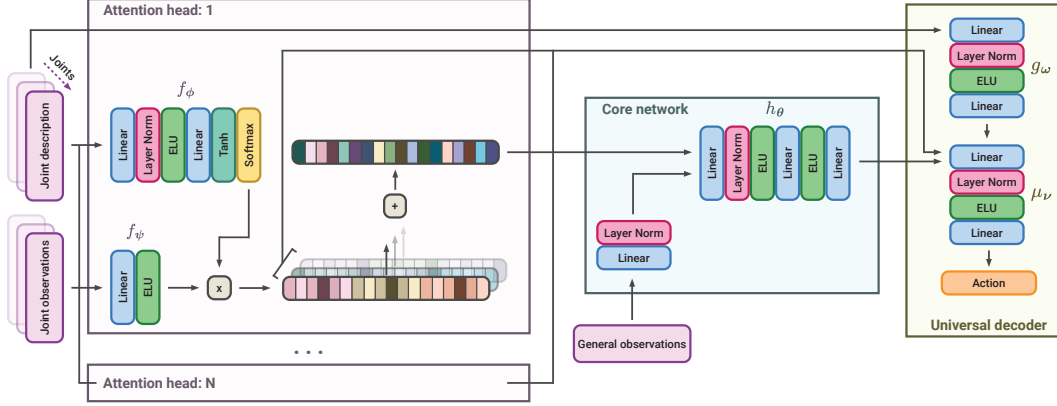 Attention head: 1
Joints
Joint description
f_ϕ
Linear
Layer Norm
ELU
Linear
Tanh
Softmax
Joint observations
f_ψ
Linear
ELU
x
+
...
Attention head: N
Core network
h_θ
Linear
Layer Norm
ELU
Linear
ELU
Linear
Layer Norm
Linear
General observations
Linear
Layer Norm
ELU
Linear
g_ω
Linear
Layer Norm
ELU
Linear
μ_ν
Action
Universal decoder